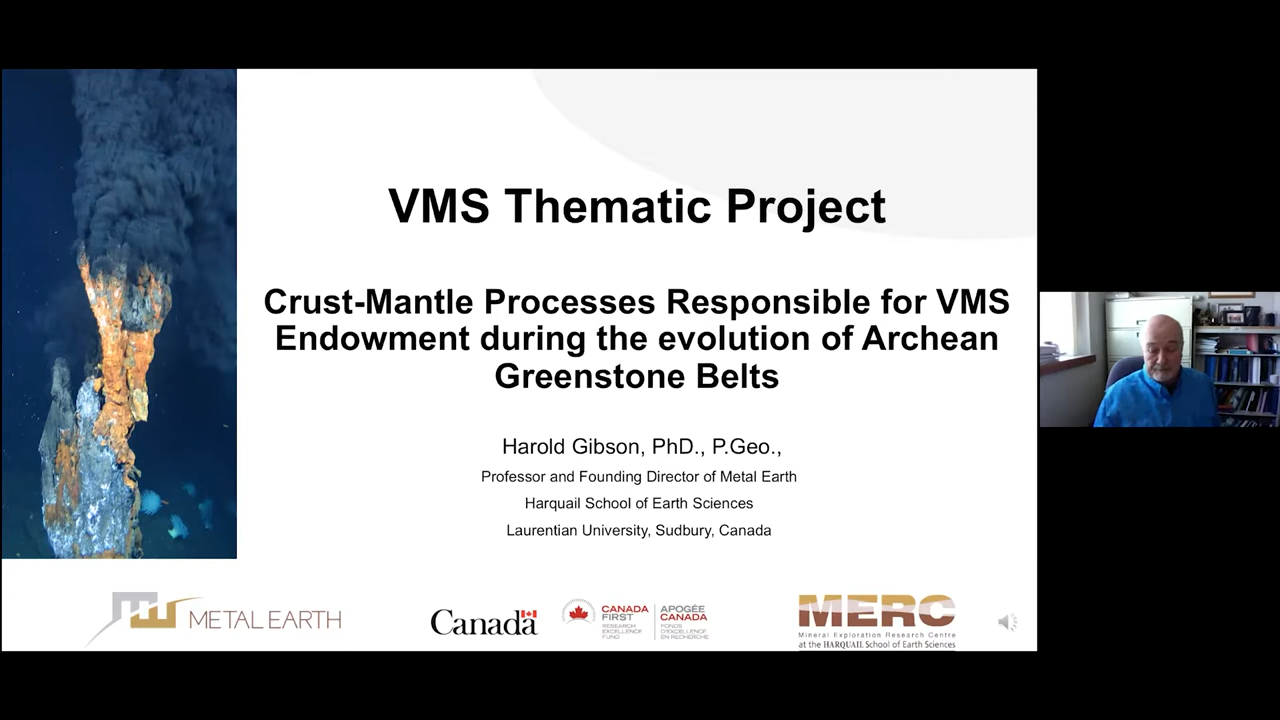 VMS Thematic Project
Crust-Mantle Processes Responsible for VMS
Endowment during the evolution of Archean
Greenstone Belts
Harold Gibson, PhD., P.Geo.,
Professor and Founding Director of Metal Earth
Harquail School of Earth Sciences
Laurentian University, Sudbury, Canada
METAL EARTH
Canada
CANADA
FIRST
RESEARCH
EXCELLENCE
FUND
APOGÉE
CANADA
FONDS
D'EXCELLENCE
EN RECHERCHE
MERC
Mineral Exploration Research Centre
at the HARQUAIL School of Earth Sciences